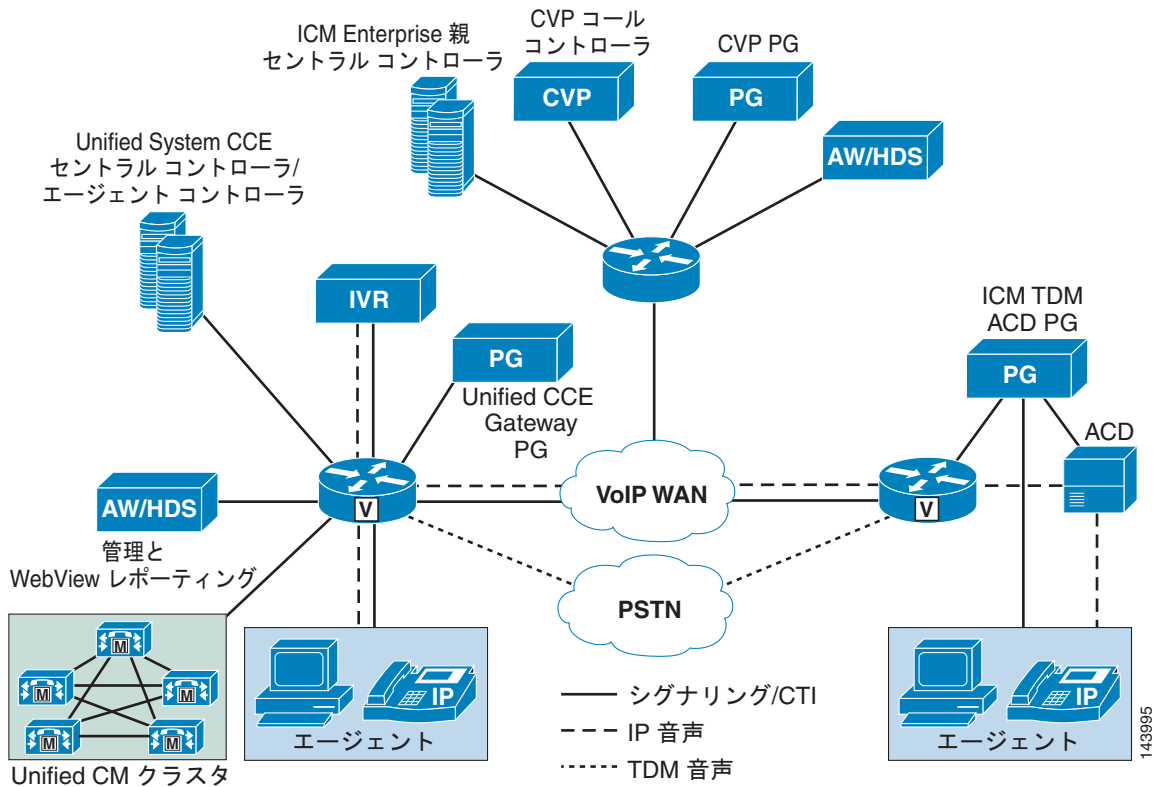 ICM Enterprise 親
セントラル コントローラ
CVP コール
コントローラ
CVP PG
CVP
PG
AW/HDS
Unified System CCE
セントラル コントローラ/
エージェント コントローラ
IVR
PG
Unified CCE
Gateway
PG
ICM TDM
ACD PG
PG
ACD
AW/HDS
管理と
WebView レポーティング
V
VoIP WAN
V
PSTN
M
M
M
M
M
Unified CM クラスタ
IP
エージェント
シグナリング/CTI
IP 音声
TDM 音声
IP
エージェント
143995